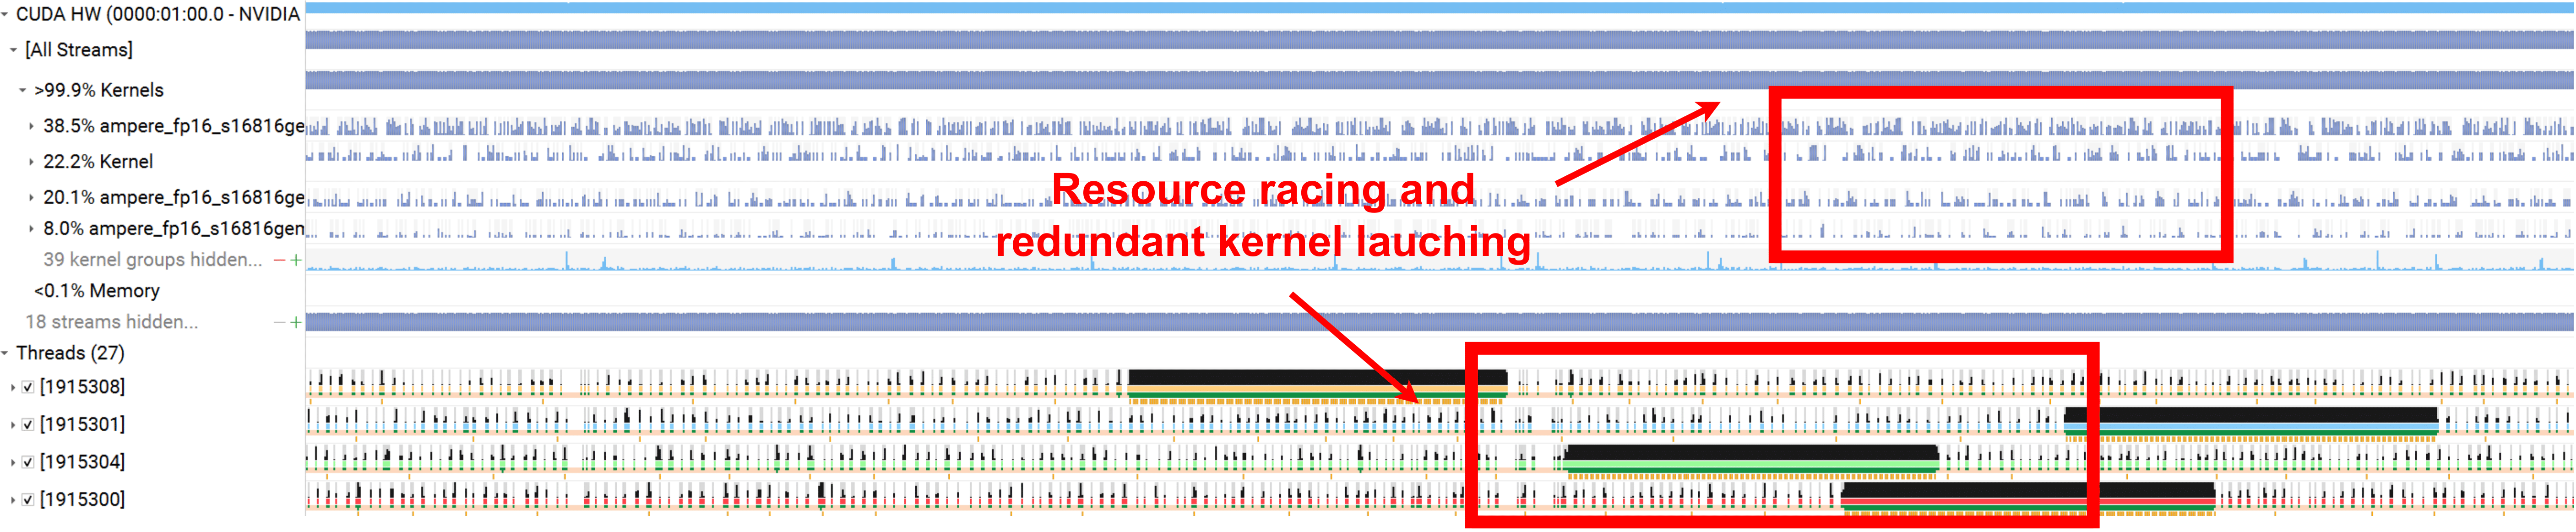 CUDA HW (0000:01:00.0 - NVIDIA
[All Streams]
>99.9% Kernels
38.5% ampere_fp16_s16816ge
22.2% Kernel
20.1% ampere_fp16_s16816ge
8.0% ampere_fp16_s16816gen
39 kernel groups hidden...
<0.1% Memory
18 streams hidden...
Threads (27)
[1915308]
[1915301]
[1915304]
[1915300]
Resource racing and
redundant kernel lauching